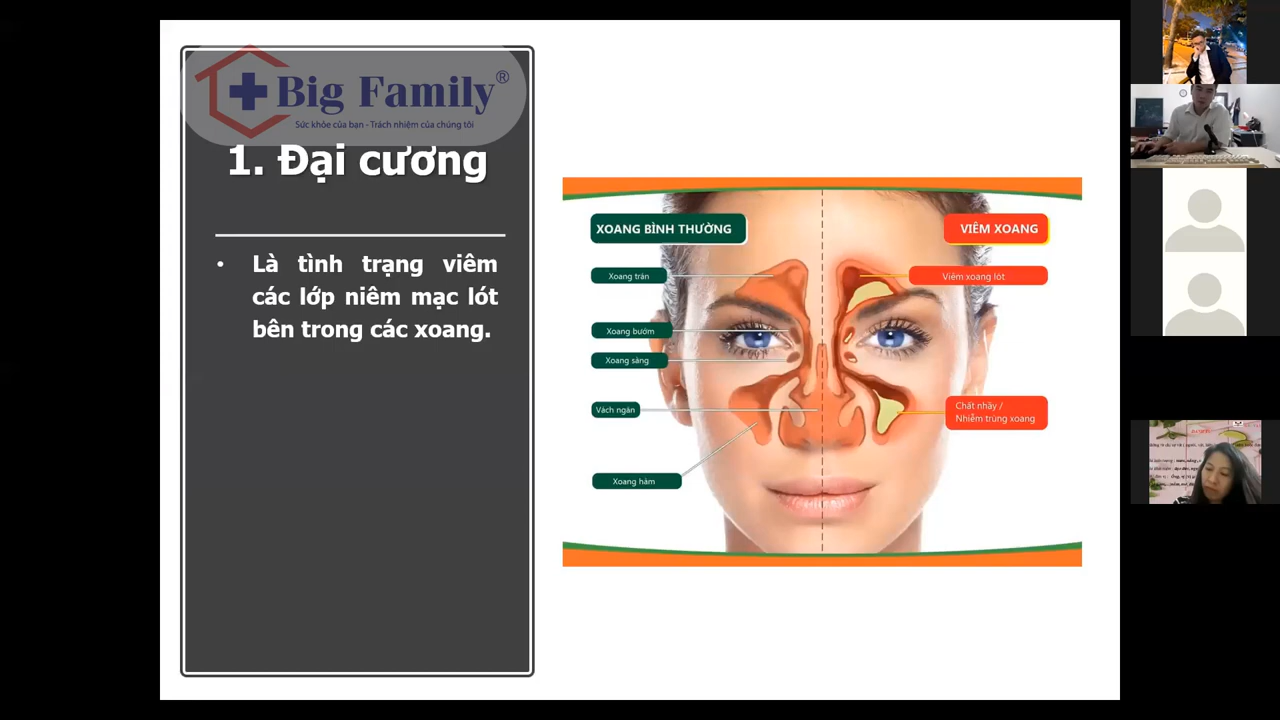 Big Family®
Sức khỏe của bạn - Trách nhiệm của chúng tôi
1. Đại cương
• Là tình trạng viêm
các lớp niêm mạc lót
bên trong các xoang.
XOANG BÌNH THƯỜNG
VIÊM XOANG
Xoang trán
Viêm xoang lót
Xoang bướm
Xoang sàng
Vách ngăn
Chất nhầy /
Nhiễm trùng xoang
Xoang hàm